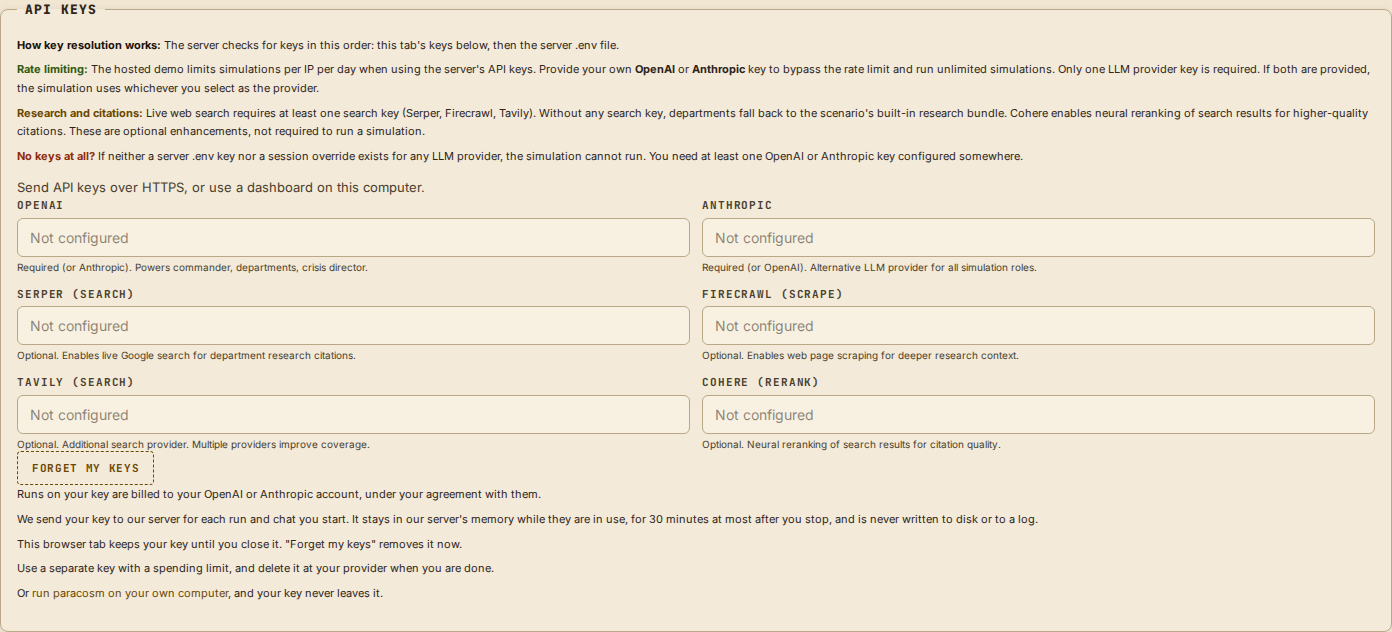 API KEYS
How key resolution works: The server checks for keys in this order: this tab's keys below, then the server .env file.
Rate limiting: The hosted demo limits simulations per IP per day when using the server's API keys. Provide your own OpenAI or Anthropic key to bypass the rate limit and run unlimited simulations. Only one LLM provider key is required. If both are provided,
the simulation uses whichever you select as the provider.
Research and citations: Live web search requires at least one search key (Serper, Firecrawl, Tavily). Without any search key, departments fall back to the scenario's built-in research bundle. Cohere enables neural reranking of search results for higher-quality
citations. These are optional enhancements, not required to run a simulation.
No keys at all? If neither a server .env key nor a session override exists for any LLM provider, the simulation cannot run. You need at least one OpenAI or Anthropic key configured somewhere.
Send API keys over HTTPS, or use a dashboard on this computer.
OPENAI
Not configured
Required (or Anthropic). Powers commander, departments, crisis director.
ANTHROPIC
Not configured
Required (or OpenAI). Alternative LLM provider for all simulation roles.
SERPER (SEARCH)
Not configured
Optional. Enables live Google search for department research citations.
FIRECRAWL (SCRAPE)
Not configured
Optional. Enables web page scraping for deeper research context.
TAVILY (SEARCH)
Not configured
Optional. Additional search provider. Multiple providers improve coverage.
COHERE (RERANK)
Not configured
Optional. Neural reranking of search results for citation quality.
FORGET MY KEYS
Runs on your key are billed to your OpenAI or Anthropic account, under your agreement with them.
We send your key to our server for each run and chat you start. It stays in our server's memory while they are in use, for 30 minutes at most after you stop, and is never written to disk or to a log.
This browser tab keeps your key until you close it. "Forget my keys" removes it now.
Use a separate key with a spending limit, and delete it at your provider when you are done.
Or run paracosm on your own computer, and your key never leaves it.